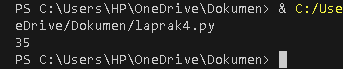 PS C:\Users\HP\OneDrive\Dokumen> & C:/Use
eDrive/Dokumen/laprak4.py
35
PS C:\Users\HP\OneDrive\Dokumen>